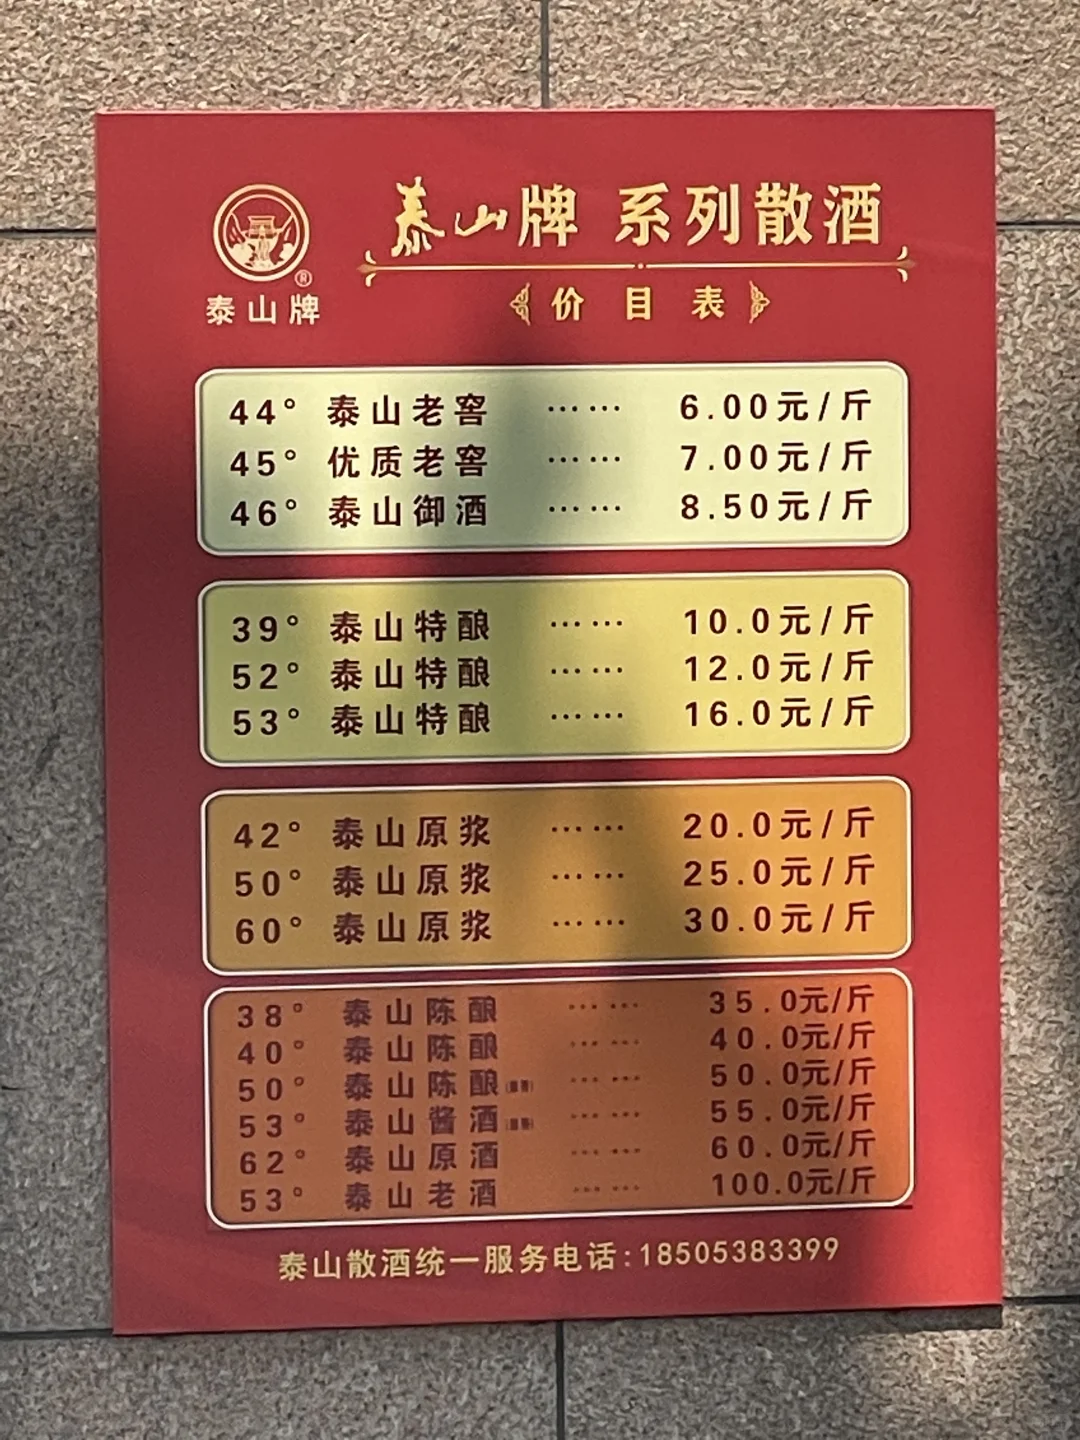 泰山牌 系列散酒
®
泰山牌
价目表
44° 泰山老窖 …… 6.00元/斤
45° 优质老窖 …… 7.00元/斤
46° 泰山御酒 …… 8.50元/斤
39° 泰山特酿 …… 10.0元/斤
52° 泰山特酿 …… 12.0元/斤
53° 泰山特酿 …… 16.0元/斤
42° 泰山原浆 …… 20.0元/斤
50° 泰山原浆 …… 25.0元/斤
60° 泰山原浆 …… 30.0元/斤
38° 泰山陈酿 …… 35.0元/斤
40° 泰山陈酿 …… 40.0元/斤
50° 泰山陈酿 …… 50.0元/斤
53° 泰山酱酒 …… 55.0元/斤
62° 泰山原酒 …… 60.0元/斤
53° 泰山老酒 …… 100.0元/斤
泰山散酒统一服务电话:18505383399